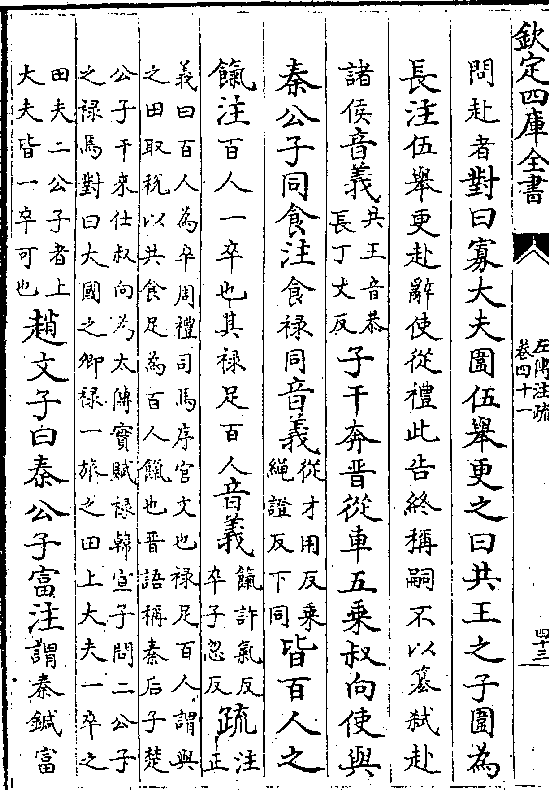 欽定四庫全書
左傳注疏
卷四十一
四十三
問赴者對曰寡大夫圍伍舉更之曰共王之子圍為
長注伍舉更赴辭使從禮此告終稱嗣不以篡弑赴
諸侯音義共王音恭
長丁丈反子干奔晉從車五乗叔向使與
秦公子同食注食禄同音義從才用反乗
繩證反下同皆百人之
餼注百人一卒也其禄足百人音義餼許氣反
卒子忽反疏注
正
義曰百人為卒周禮司馬序官文也禄足百人謂與
之田取稅以共食足為百人餼也晉語稱秦后子楚
公子干來仕叔向為太傅實賦禄韓宣子問二公子
之禄焉對曰大國之卿禄一旅之田上大夫一卒之
田夫二公子者上
大夫皆一卒可也趙文子曰秦公子富注謂秦鍼富